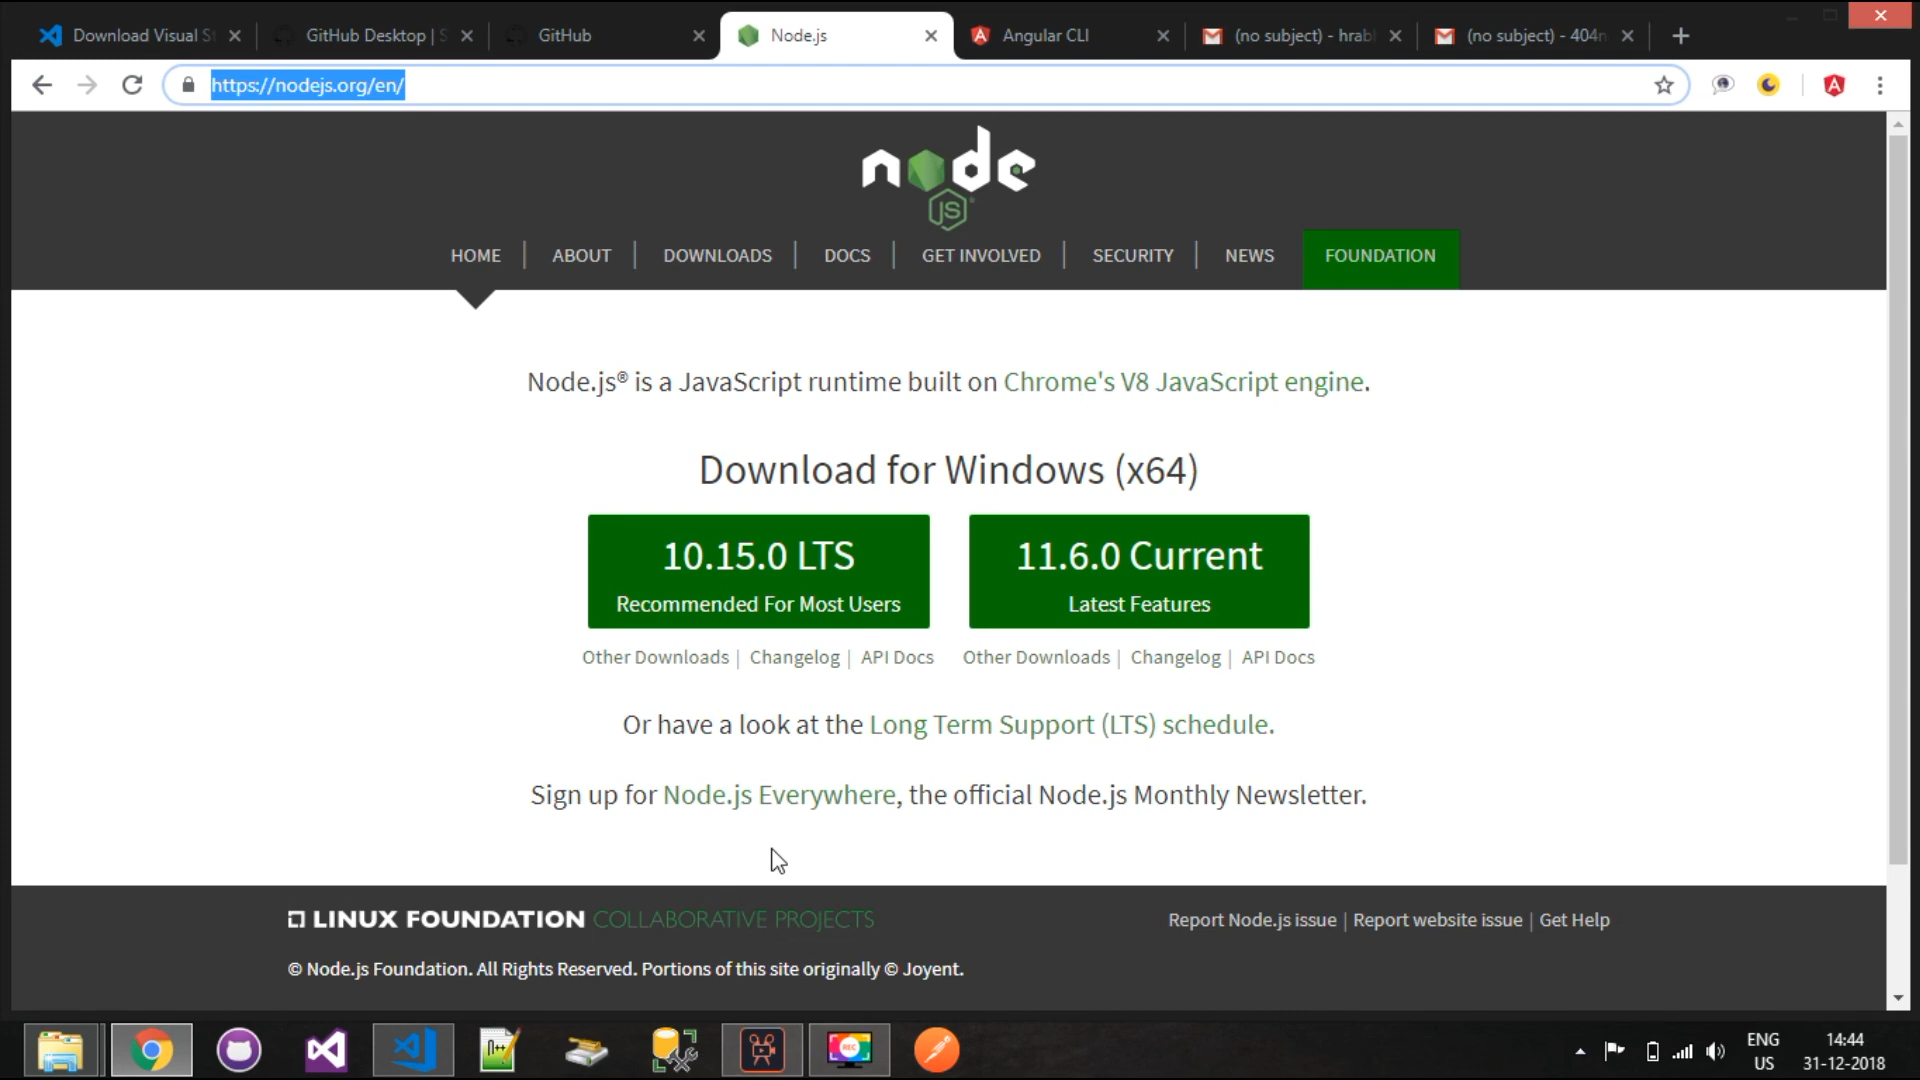 Download Visual St
GitHub Desktop | S
GitHub
Node.js
Angular CLI
(no subject) - hrabl
(no subject) - 404n
https://nodejs.org/en/
node
JS
HOME | ABOUT | DOWNLOADS | DOCS | GET INVOLVED | SECURITY | NEWS FOUNDATION
Node.js® is a JavaScript runtime built on Chrome's V8 JavaScript engine.
Download for Windows (x64)
10.15.0 LTS
Recommended For Most Users
11.6.0 Current
Latest Features
Other Downloads | Changelog | API Docs
Other Downloads | Changelog | API Docs
Or have a look at the Long Term Support (LTS) schedule.
Sign up for Node.js Everywhere, the official Node.js Monthly Newsletter.
LINUX FOUNDATION COLLABORATIVE PROJECTS
Report Node.js issue | Report website issue | Get Help
© Node.js Foundation. All Rights Reserved. Portions of this site originally © Joyent.
N++
REC
ENG
US
14:44
31-12-2018